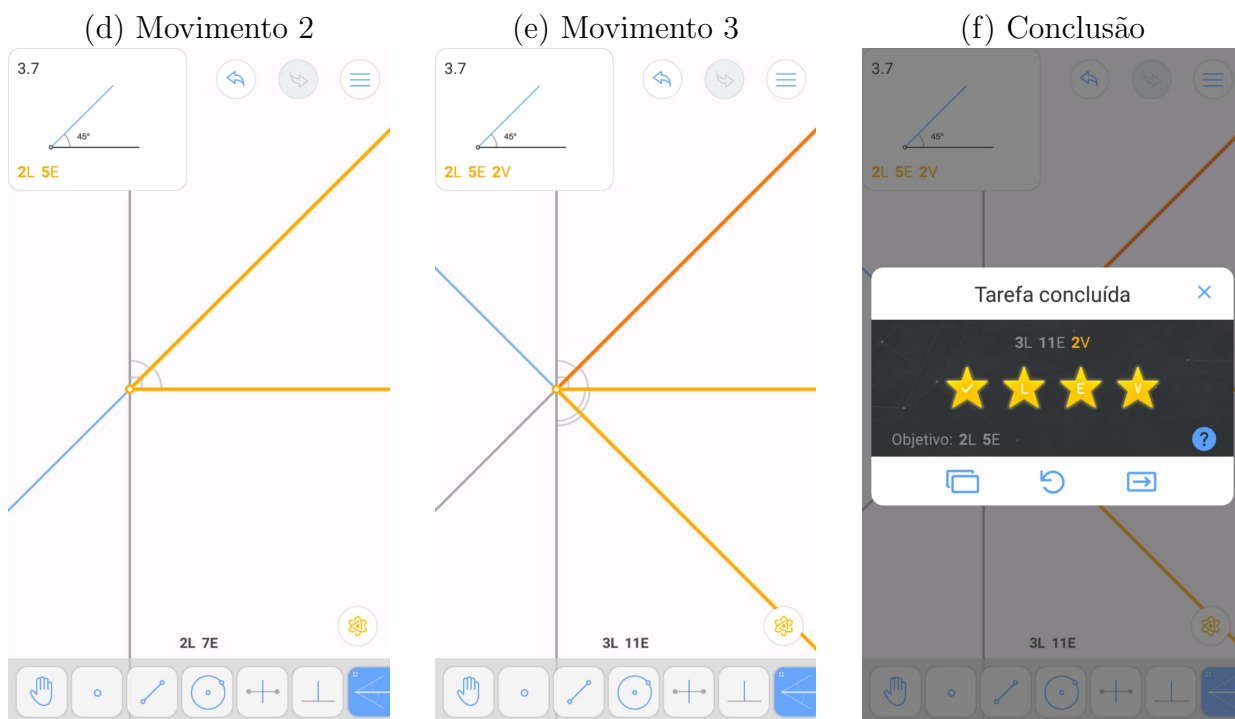 (d) Movimento 2
3.7
45°
2L 5E
2L 7E
(e) Movimento 3
3.7
45°
2L 5E 2V
3L 11E
(f) Conclusão
3.7
45°
2L 5E 2V
Tarefa concluída
3L 11E 2V
L E V
Objetivo: 2L 5E
?
3L 11E